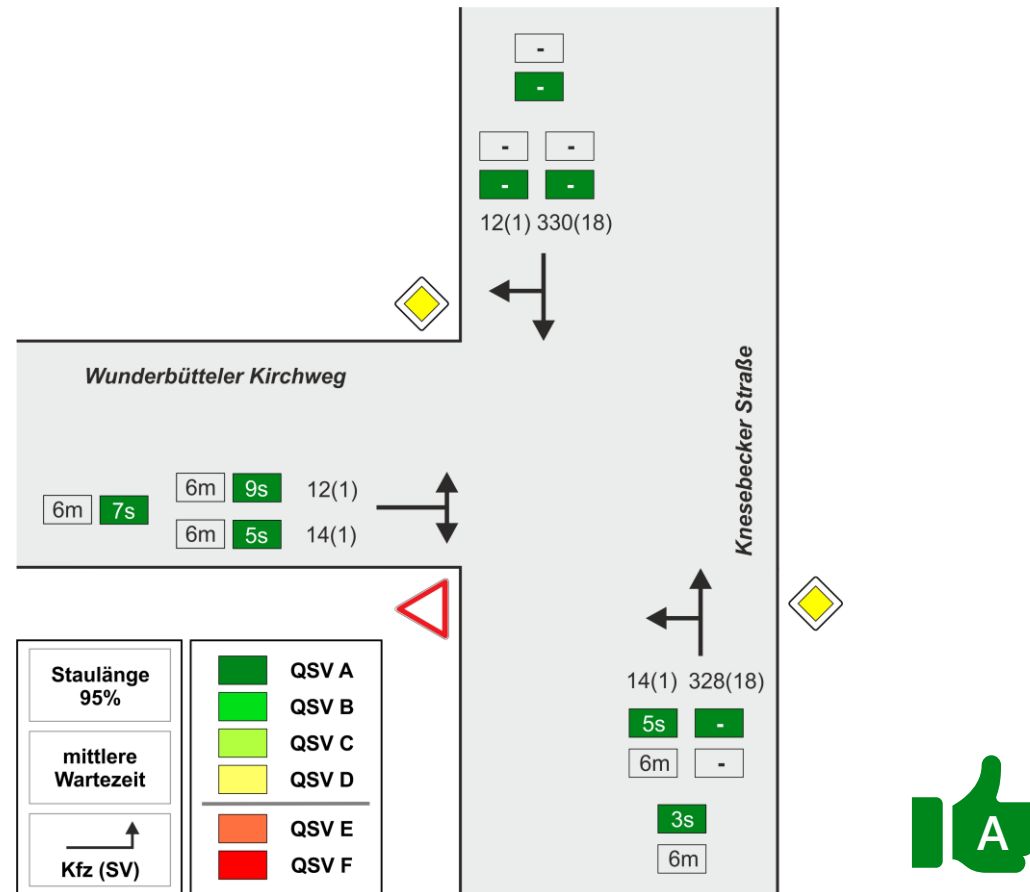 -
-
- -
- -
12(1) 330(18)
Wunderbütteler Kirchweg
Knesebecker Straße
6m 9s 12(1)
6m 7s
6m 5s 14(1)
14(1) 328(18)
5s -
6m -
3s
6m
Staulänge
95%
mittlere
Wartezeit
Kfz (SV)
QSV A
QSV B
QSV C
QSV D
QSV E
QSV F
A